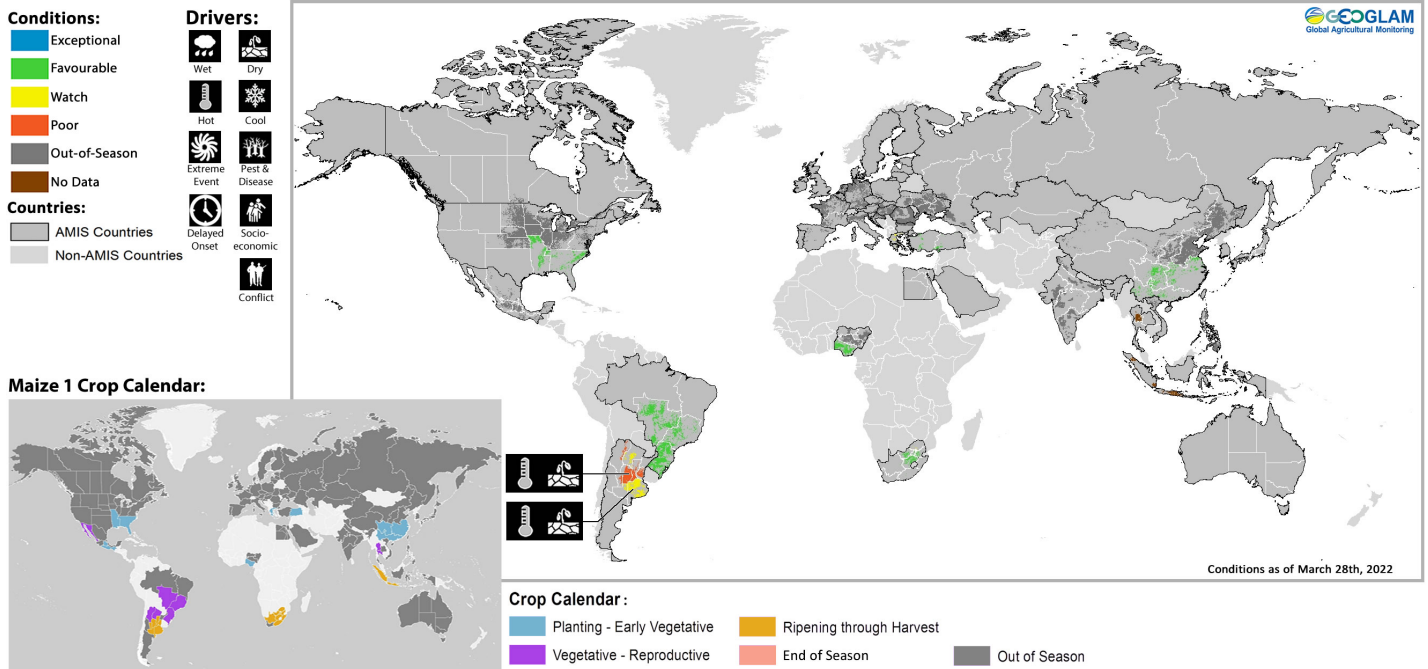 Conditions:
Exceptional
Favourable
Watch
Poor
Out-of-Season
No Data
Countries:
AMIS Countries
Non-AMIS Countries
Drivers:
Wet
Dry
Hot
Cool
Extreme
Event
Pest &
Disease
Delayed
Onset
Socio-
economic
Conflict
GEOGLAM
Global Agricultural Monitoring
Maize 1 Crop Calendar:
Conditions as of March 28th, 2022
Crop Calendar :
Planting - Early Vegetative
Ripening through Harvest
Vegetative - Reproductive
End of Season
Out of Season